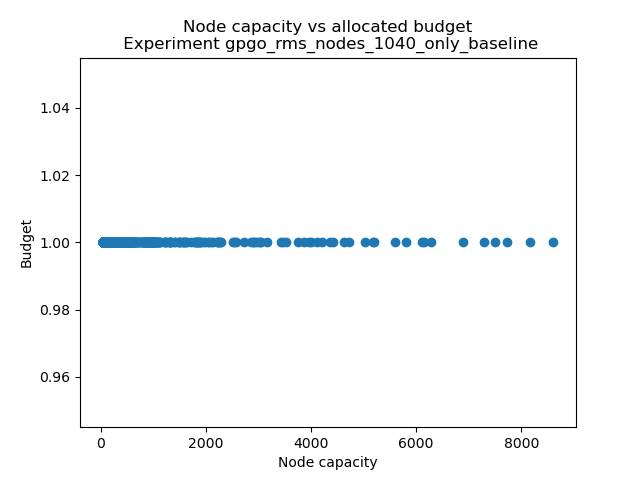 Node capacity vs allocated budget
Experiment gpgo_rms_nodes_1040_only_baseline
Budget
1.04
1.02
1.00
0.98
0.96
0
2000
4000
6000
8000
Node capacity